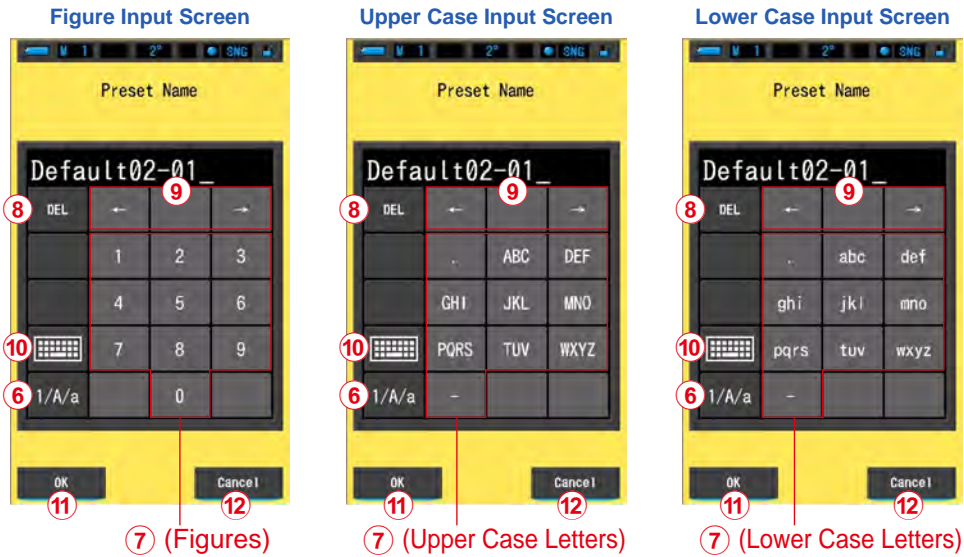 Figure Input Screen
M 1 2° SNG
Preset Name
Default02-01_
9
8 DEL ← →
1 2 3
4 5 6
10 7 8 9
6 1/A/a 0
OK Cancel
11 12
7 (Figures)
Upper Case Input Screen
M 1 2° SNG
Preset Name
Default02-01_
9
8 DEL ← →
. ABC DEF
GHI JKL MNO
10 PQRS TUV WXYZ
6 1/A/a -
OK Cancel
11 12
7 (Upper Case Letters)
Lower Case Input Screen
M 1 2° SNG
Preset Name
Default02-01_
9
8 DEL ← →
. abc def
ghi jkl mno
10 pqrs tuv wxyz
6 1/A/a -
OK Cancel
11 12
7 (Lower Case Letters)